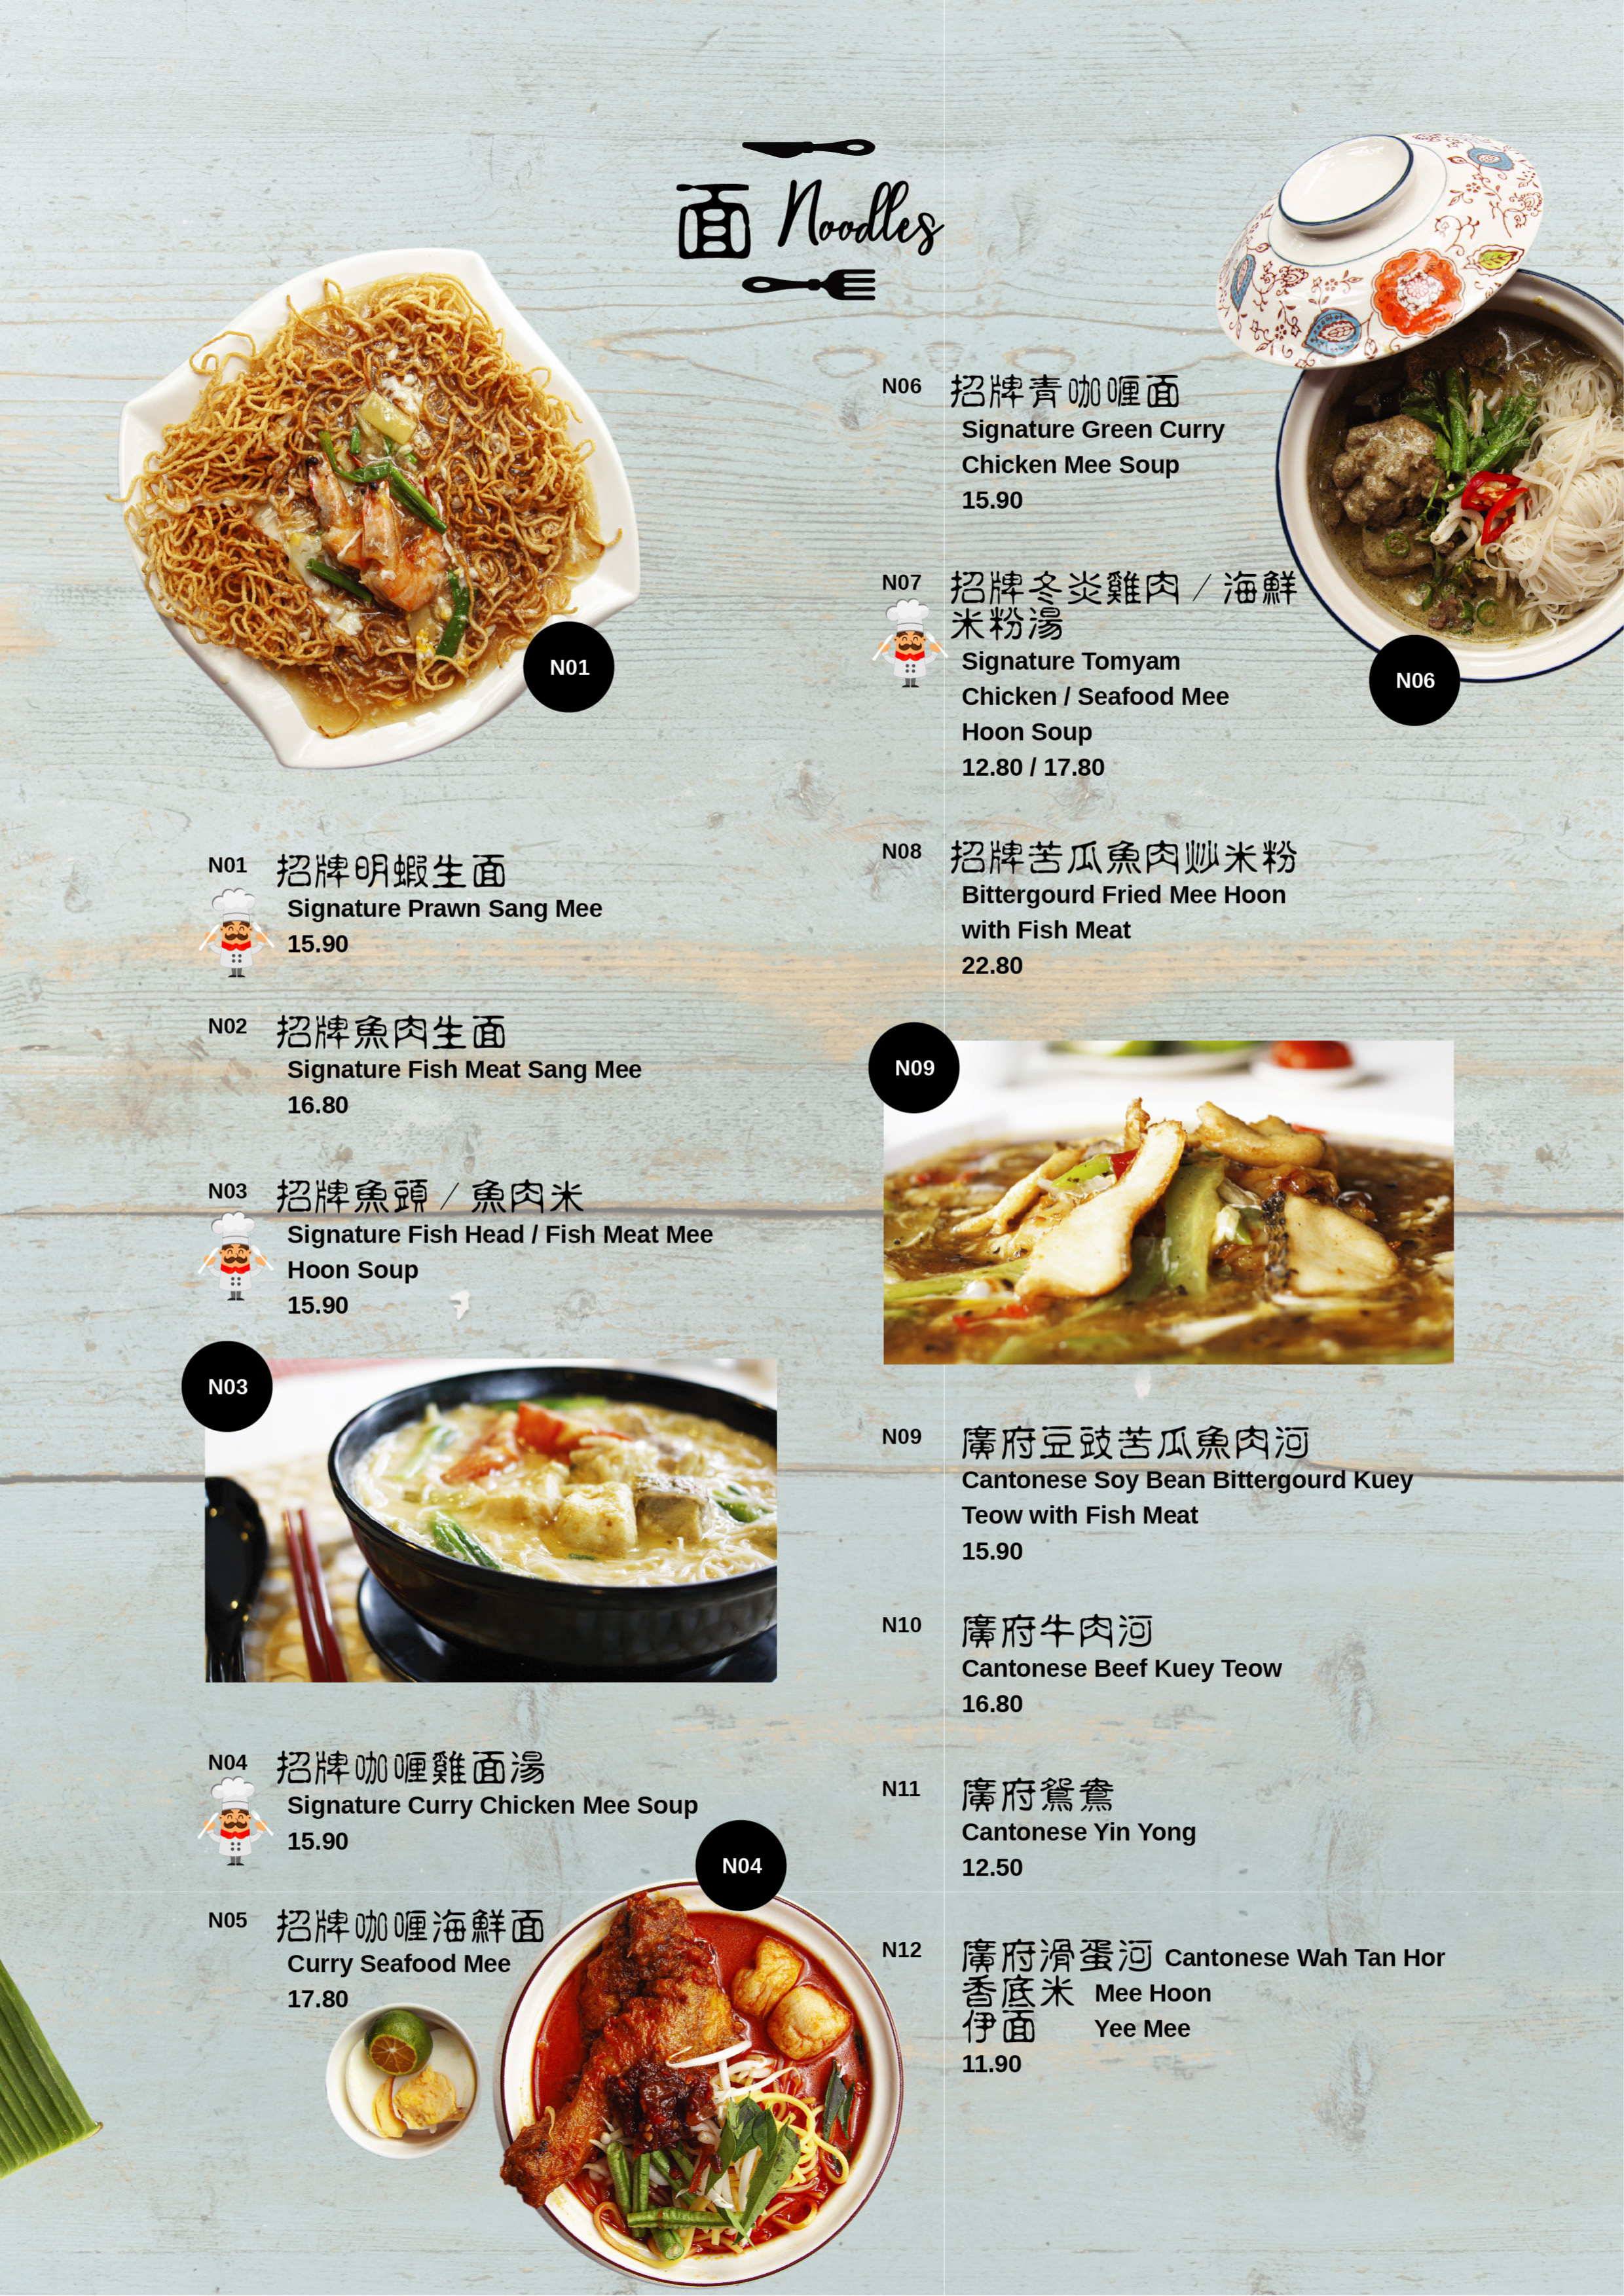 面 Noodles
N01
N01 招牌明蝦生面
Signature Prawn Sang Mee
15.90
N02 招牌魚肉生面
Signature Fish Meat Sang Mee
16.80
N03 招牌魚頭 / 魚肉米
Signature Fish Head / Fish Meat Mee
Hoon Soup
15.90
N03
N04 招牌咖喱雞面湯
Signature Curry Chicken Mee Soup
15.90
N04
N05 招牌咖喱海鮮面
Curry Seafood Mee
17.80
N06 招牌青咖喱面
Signature Green Curry
Chicken Mee Soup
15.90
N06
N07 招牌冬炎雞肉 / 海鮮
米粉湯
Signature Tomyam
Chicken / Seafood Mee
Hoon Soup
12.80 / 17.80
N08 招牌苦瓜魚肉炒米粉
Bittergourd Fried Mee Hoon
with Fish Meat
22.80
N09
N09 廣府豆豉苦瓜魚肉河
Cantonese Soy Bean Bittergourd Kuey
Teow with Fish Meat
15.90
N10 廣府牛肉河
Cantonese Beef Kuey Teow
16.80
N11 廣府鴛鴦
Cantonese Yin Yong
12.50
N12 廣府滑蛋河 Cantonese Wah Tan Hor
香底米 Mee Hoon
伊面 Yee Mee
11.90